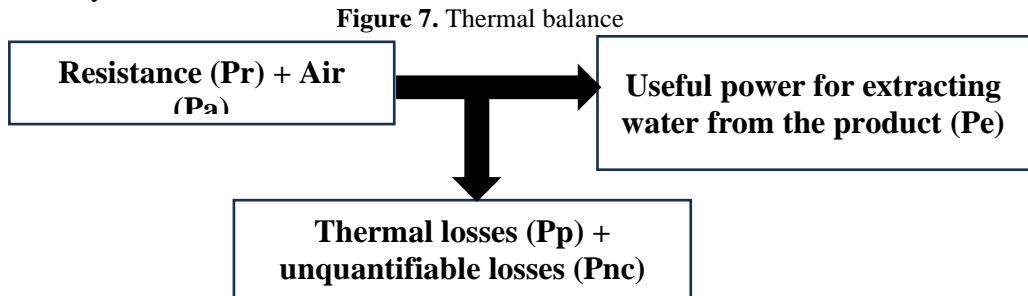 Figure 7. Thermal balance
Resistance (Pr) + Air
(Pa)
Useful power for extracting
water from the product (Pe)
Thermal losses (Pp) +
unquantifiable losses (Pnc)